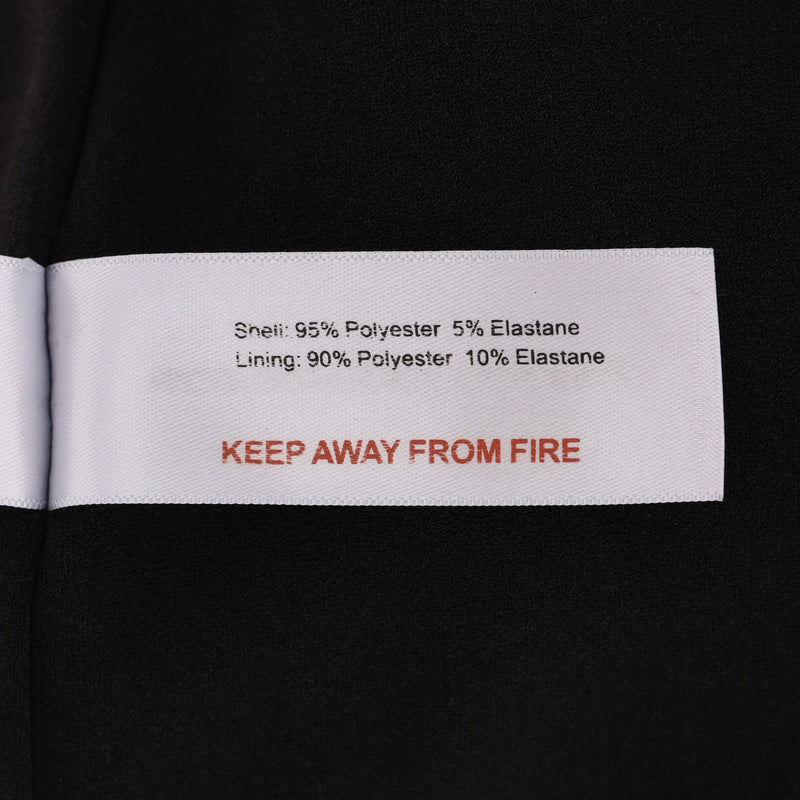 Shell: 95% Polyester 5% Elastane
Lining: 90% Polyester 10% Elastane
KEEP AWAY FROM FIRE